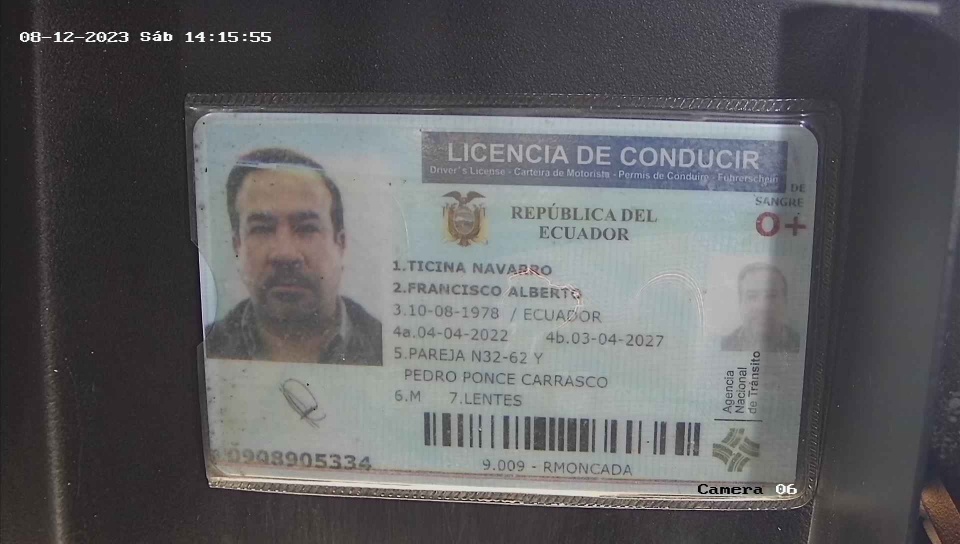 08-12-2023 Sáb 14:15:55
LICENCIA DE CONDUCIR
Driver's License - Carteira de Motorista - Permis de Conduire - Führerschein
DE
SANGRE
O+
REPÚBLICA DEL
ECUADOR
1.TICINA NAVARRO
2.FRANCISCO ALBERTO
3.10-08-1978 / ECUADOR
4a.04-04-2022 4b.03-04-2027
5.PAREJA N32-62 Y
PEDRO PONCE CARRASCO
6.M 7.LENTES
Agencia
Nacional
de Tránsito
0908905334
9.009 - RMONCADA
Camera 06